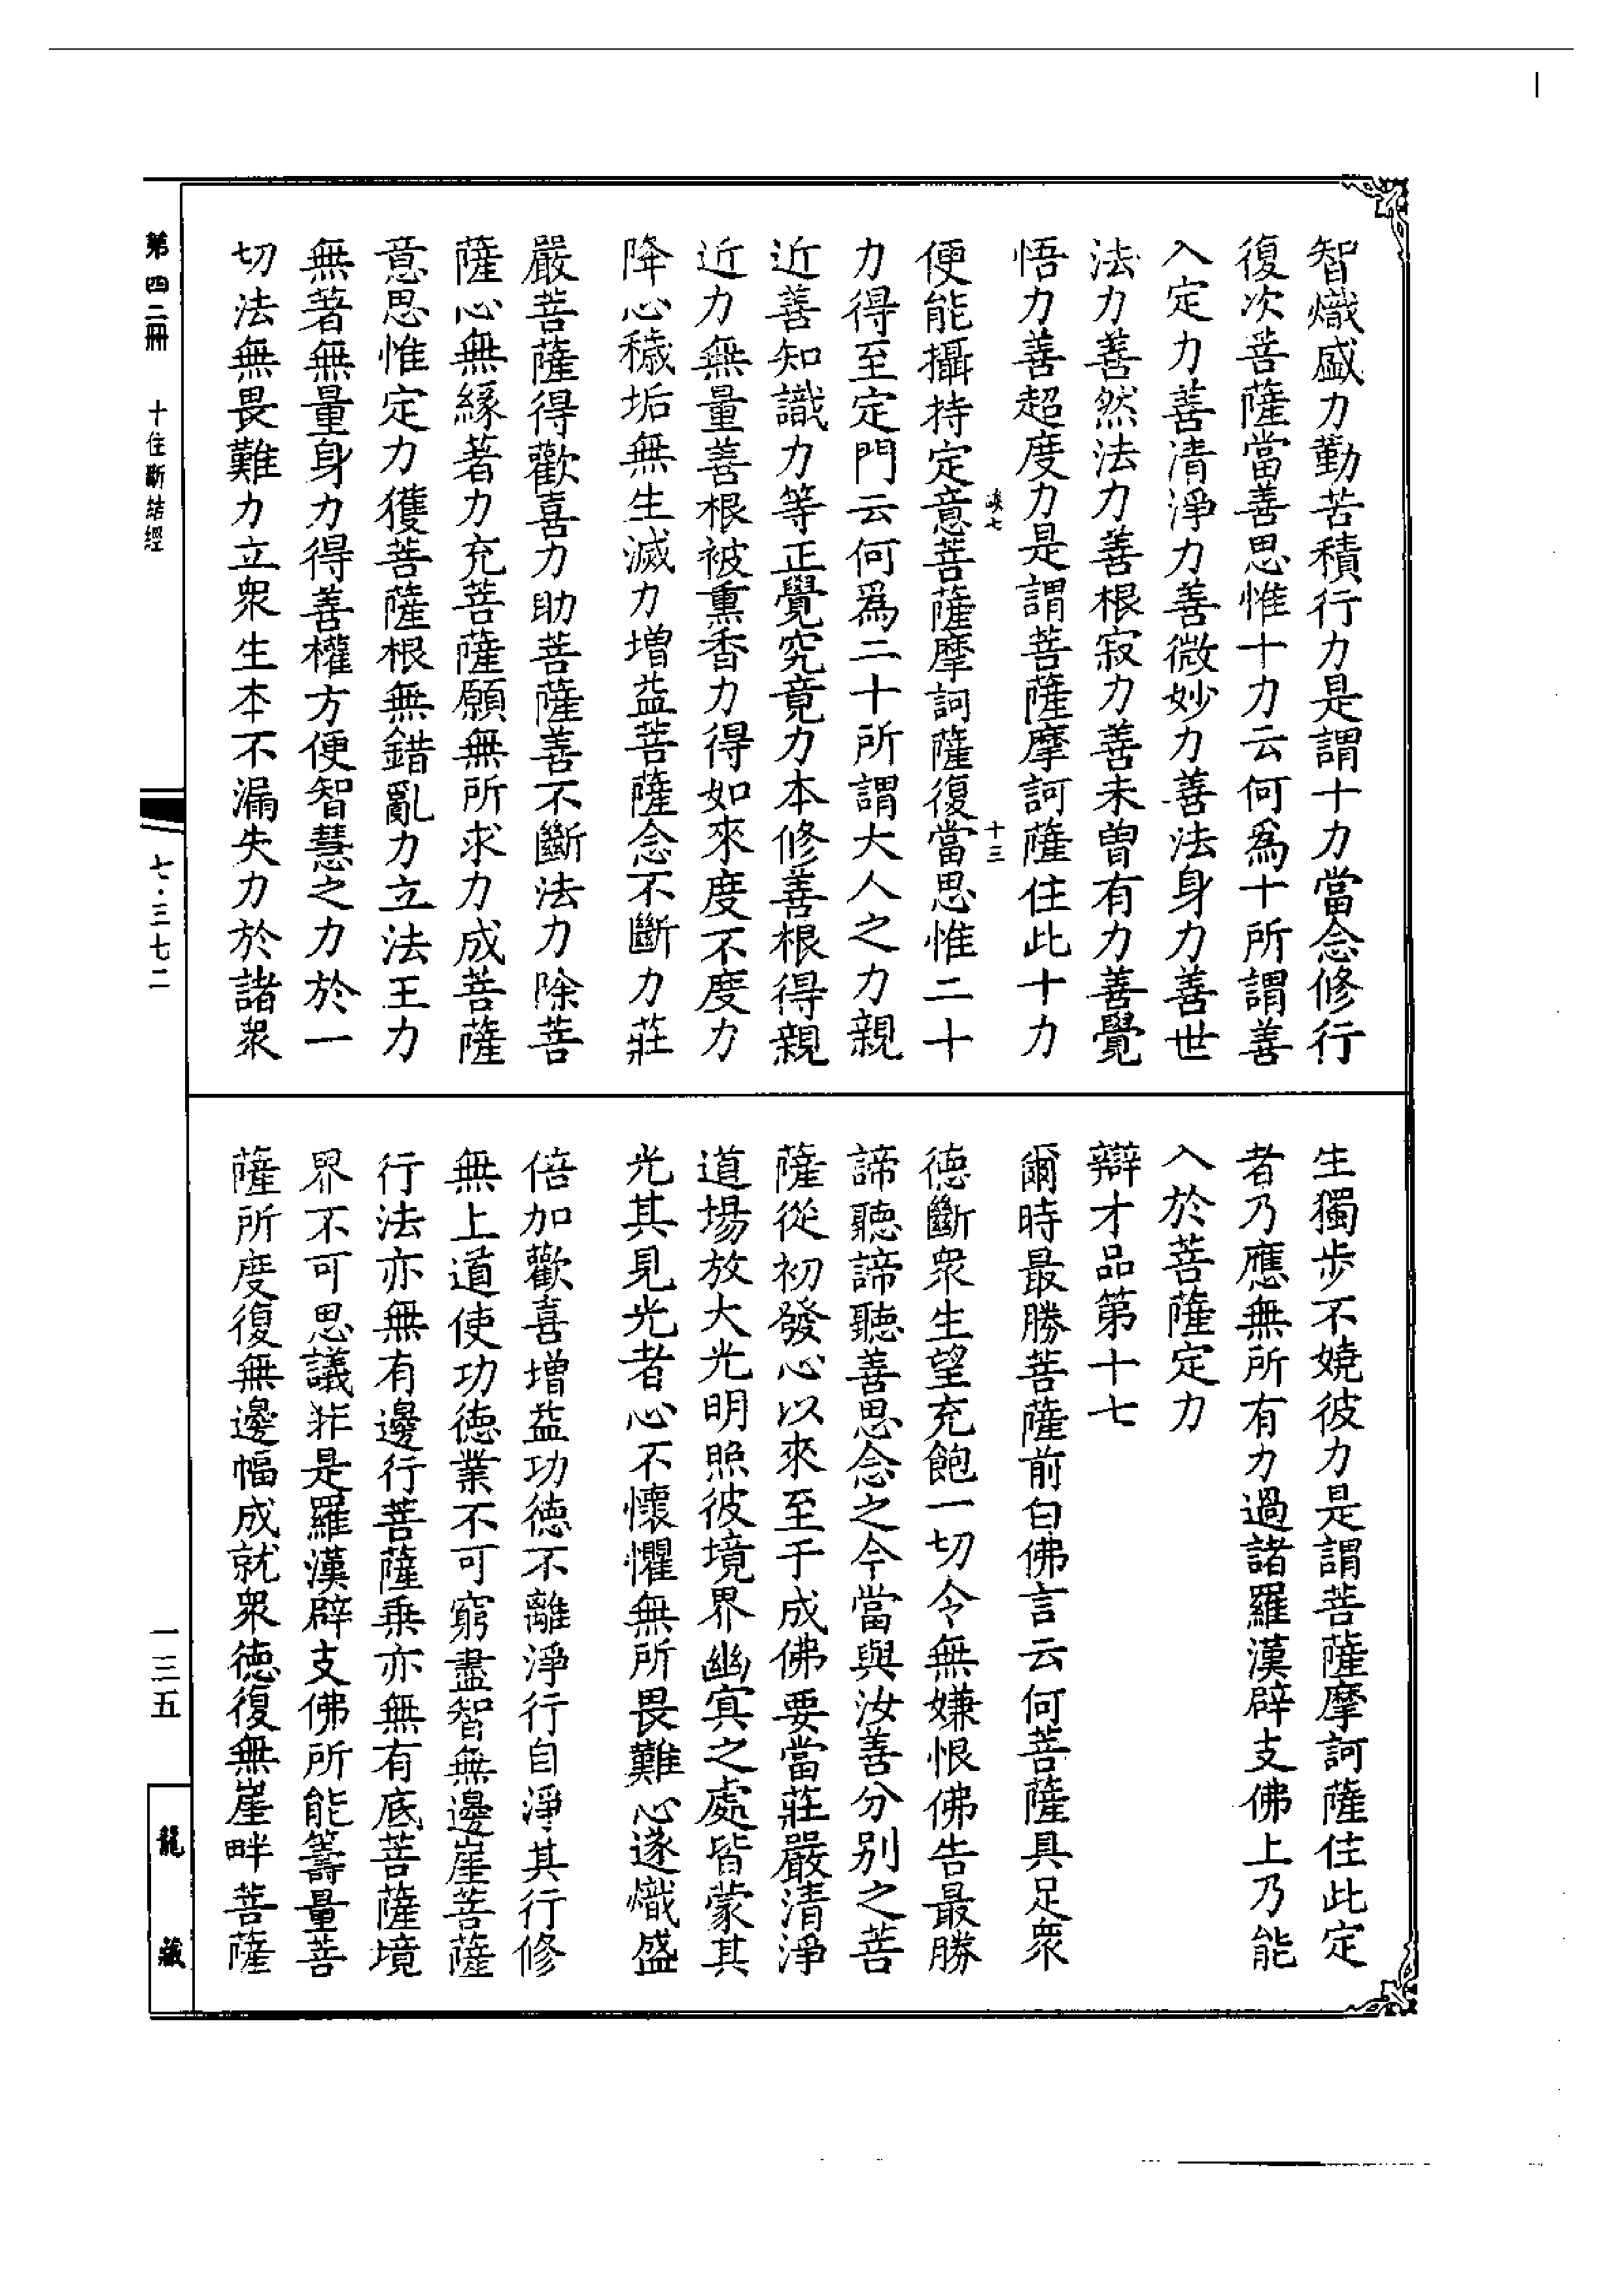 智熾盛力勤苦積行力是謂十力當念修行
復次菩薩當善思惟十力云何爲十所謂善
入定力善清淨力善微妙力善法身力善世
法力善然法力善根寂力善未曾有力善覺
悟力善超度力是謂菩薩摩訶薩住此十力
七 十三
便能攝持定意菩薩摩訶薩復當思惟二十
力得至定門云何爲二十所謂大人之力親
近善知識力等正覺究竟力本修善根得親
近力無量善根被熏香力得如來度不度力
降心穢垢無生滅力增益菩薩念不斷力莊
嚴菩薩得歡喜力助菩薩善不斷法力除菩
薩心無緣著力充菩薩願無所求力成菩薩
意思惟定力獲菩薩根無錯亂力立法王力
無著無量身力得善權方便智慧之力於一
切法無畏難力立衆生本不漏失力於諸衆
生獨步不嬈彼力是謂菩薩摩訶薩住此定
者乃應無所有力過諸羅漢辟支佛上乃能
入於菩薩定力
辯才品第十七
爾時最勝菩薩前白佛言云何菩薩具足衆
德斷衆生望充飽一切令無嫌恨佛告最勝
諦聽諦聽善思念之今當與汝善分别之菩
薩從初發心以來至于成佛要當莊嚴清淨
道場放大光明照彼境界幽寘之處皆蒙其
光其見光者心不懷懼無所畏難心遂熾盛
倍加歡喜增益功德不離淨行自淨其行修
無上道使功德業不可窮盡智無邊崖菩薩
行法亦無有邊行菩薩乘亦無有底菩薩境
界不可思議非是羅漢辟支佛所能籌量菩
薩所度復無邊幅成就衆德復無崖畔菩薩
第四二冊 十住斷结經
七·三七二
一三五
龍藏